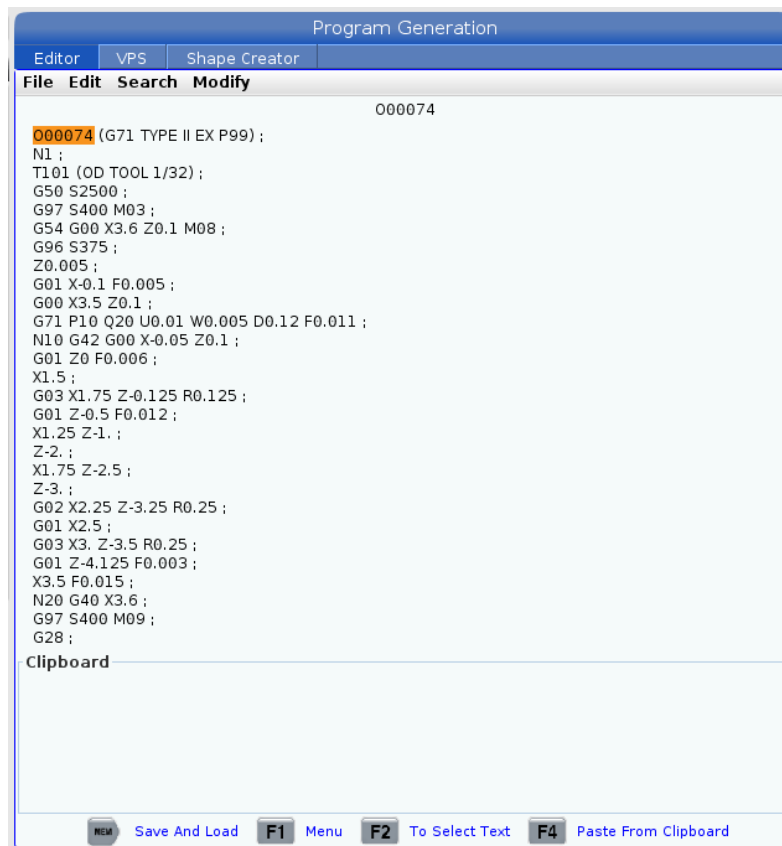 Program Generation
Editor VPS Shape Creator
File Edit Search Modify
O00074
O00074 (G71 TYPE II EX P99) ;
N1 ;
T101 (OD TOOL 1/32) ;
G50 S2500 ;
G97 S400 M03 ;
G54 G00 X3.6 Z0.1 M08 ;
G96 S375 ;
Z0.005 ;
G01 X-0.1 F0.005 ;
G00 X3.5 Z0.1 ;
G71 P10 Q20 U0.01 W0.005 D0.12 F0.011 ;
N10 G42 G00 X-0.05 Z0.1 ;
G01 Z0 F0.006 ;
X1.5 ;
G03 X1.75 Z-0.125 R0.125 ;
G01 Z-0.5 F0.012 ;
X1.25 Z-1. ;
Z-2. ;
X1.75 Z-2.5 ;
Z-3. ;
G02 X2.25 Z-3.25 R0.25 ;
G01 X2.5 ;
G03 X3. Z-3.5 R0.25 ;
G01 Z-4.125 F0.003 ;
X3.5 F0.015 ;
N20 G40 X3.6 ;
G97 S400 M09 ;
G28 ;
Clipboard
NEW Save And Load F1 Menu F2 To Select Text F4 Paste From Clipboard